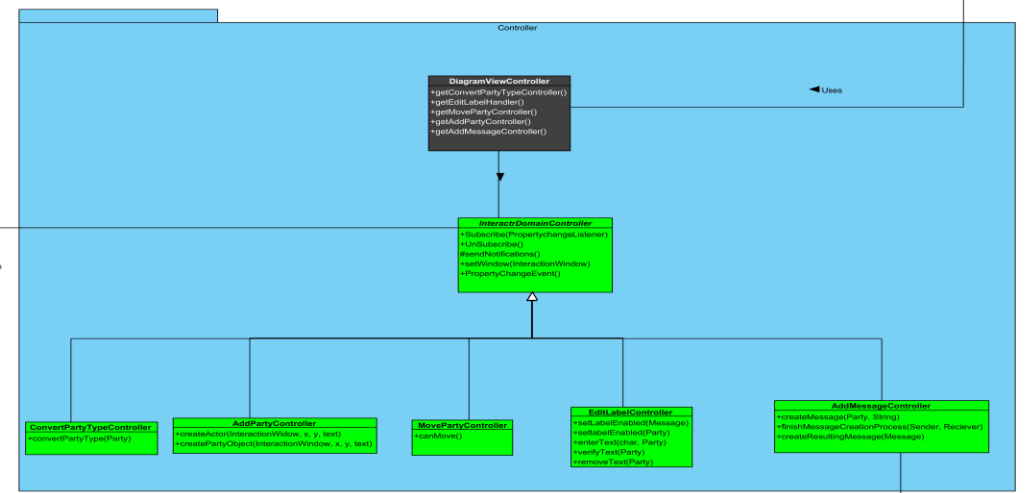 Controller
DiagramViewController
+getConvertPartyTypeController()
+getEditLabelHandler()
+getMovePartyController()
+getAddPartyController()
+getAddMessageController()
Uses
InteractrDomainController
+Subscribe(PropertychangeListener)
+UnSubscribe()
#sendNotifications()
+setWindow(InteractionWindow)
+PropertyChangeEvent()
ConvertPartyTypeController
+convertPartyType(Party)
AddPartyController
+createActor(InteractionWidow, x, y, text)
+createPartyObject(InteractionWindow, x, y, text)
MovePartyController
+canMove()
EditLabelController
+setLabelEnabled(Message)
+setlabelEnabled(Party)
+enterText(char, Party)
+verifyText(Party)
+removeText(Party)
AddMessageController
+createMessage(Party, String)
+finishMessageCreationProcess(Sender, Reciever)
+createResultingMessage(Message)